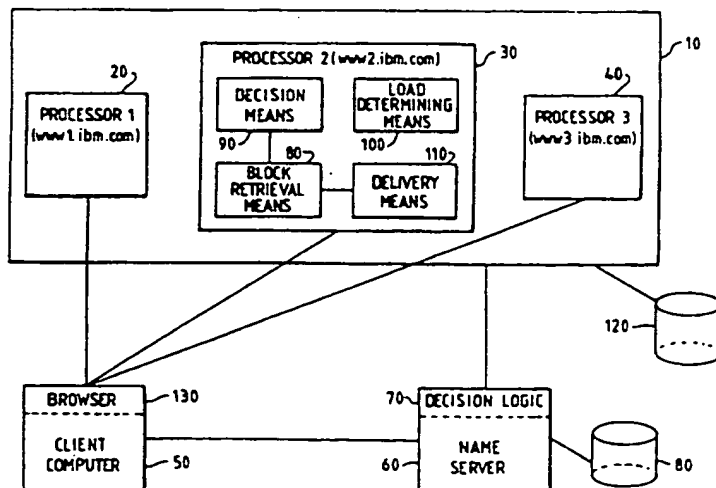 10
20
PROCESSOR 1
(www1.ibm.com)
PROCESSOR 2 (www2.ibm.com)
30
DECISION
MEANS
90
LOAD
DETERMINING
MEANS
100
80
BLOCK
RETRIEVAL
MEANS
110
DELIVERY
MEANS
40
PROCESSOR 3
(www3.ibm.com)
120
BROWSER
130
CLIENT
COMPUTER
50
70
DECISION LOGIC
60
NAME
SERVER
80